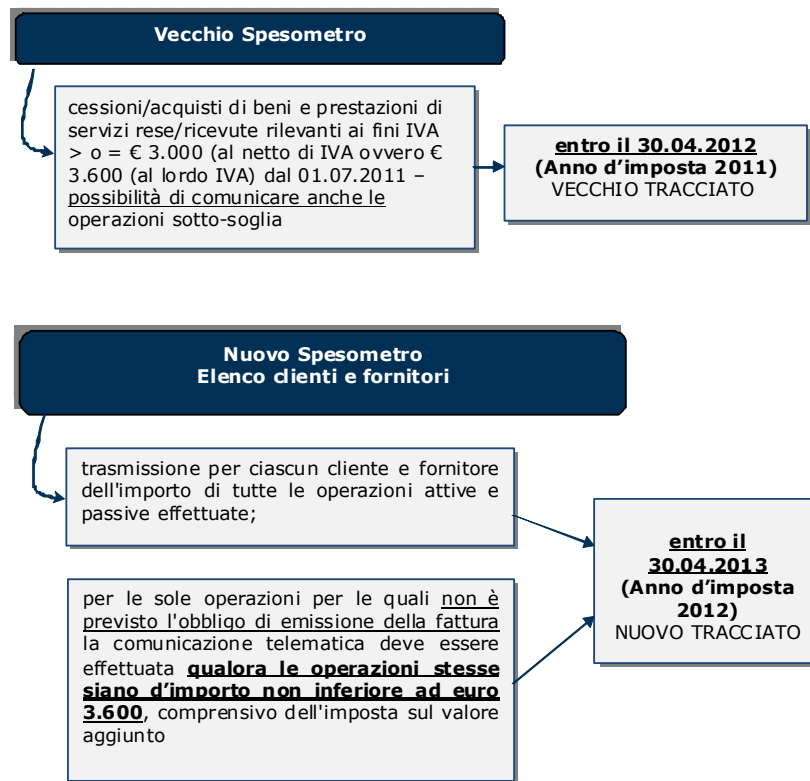 Vecchio Spesometro
cessioni/acquisti di beni e prestazioni di
servizi rese/ricevute rilevanti ai fini IVA
> o = € 3.000 (al netto di IVA ovvero €
3.600 (al lordo IVA) dal 01.07.2011 –
possibilità di comunicare anche le
operazioni sotto-soglia
entro il 30.04.2012
(Anno d'imposta 2011)
VECCHIO TRACCIATO
Nuovo Spesometro
Elenco clienti e fornitori
trasmissione per ciascun cliente e fornitore
dell'importo di tutte le operazioni attive e
passive effettuate;
per le sole operazioni per le quali non è
previsto l'obbligo di emissione della fattura
la comunicazione telematica deve essere
effettuata qualora le operazioni stesse
siano d'importo non inferiore ad euro
3.600, comprensivo dell'imposta sul valore
aggiunto
entro il
30.04.2013
(Anno d'imposta
2012)
NUOVO TRACCIATO